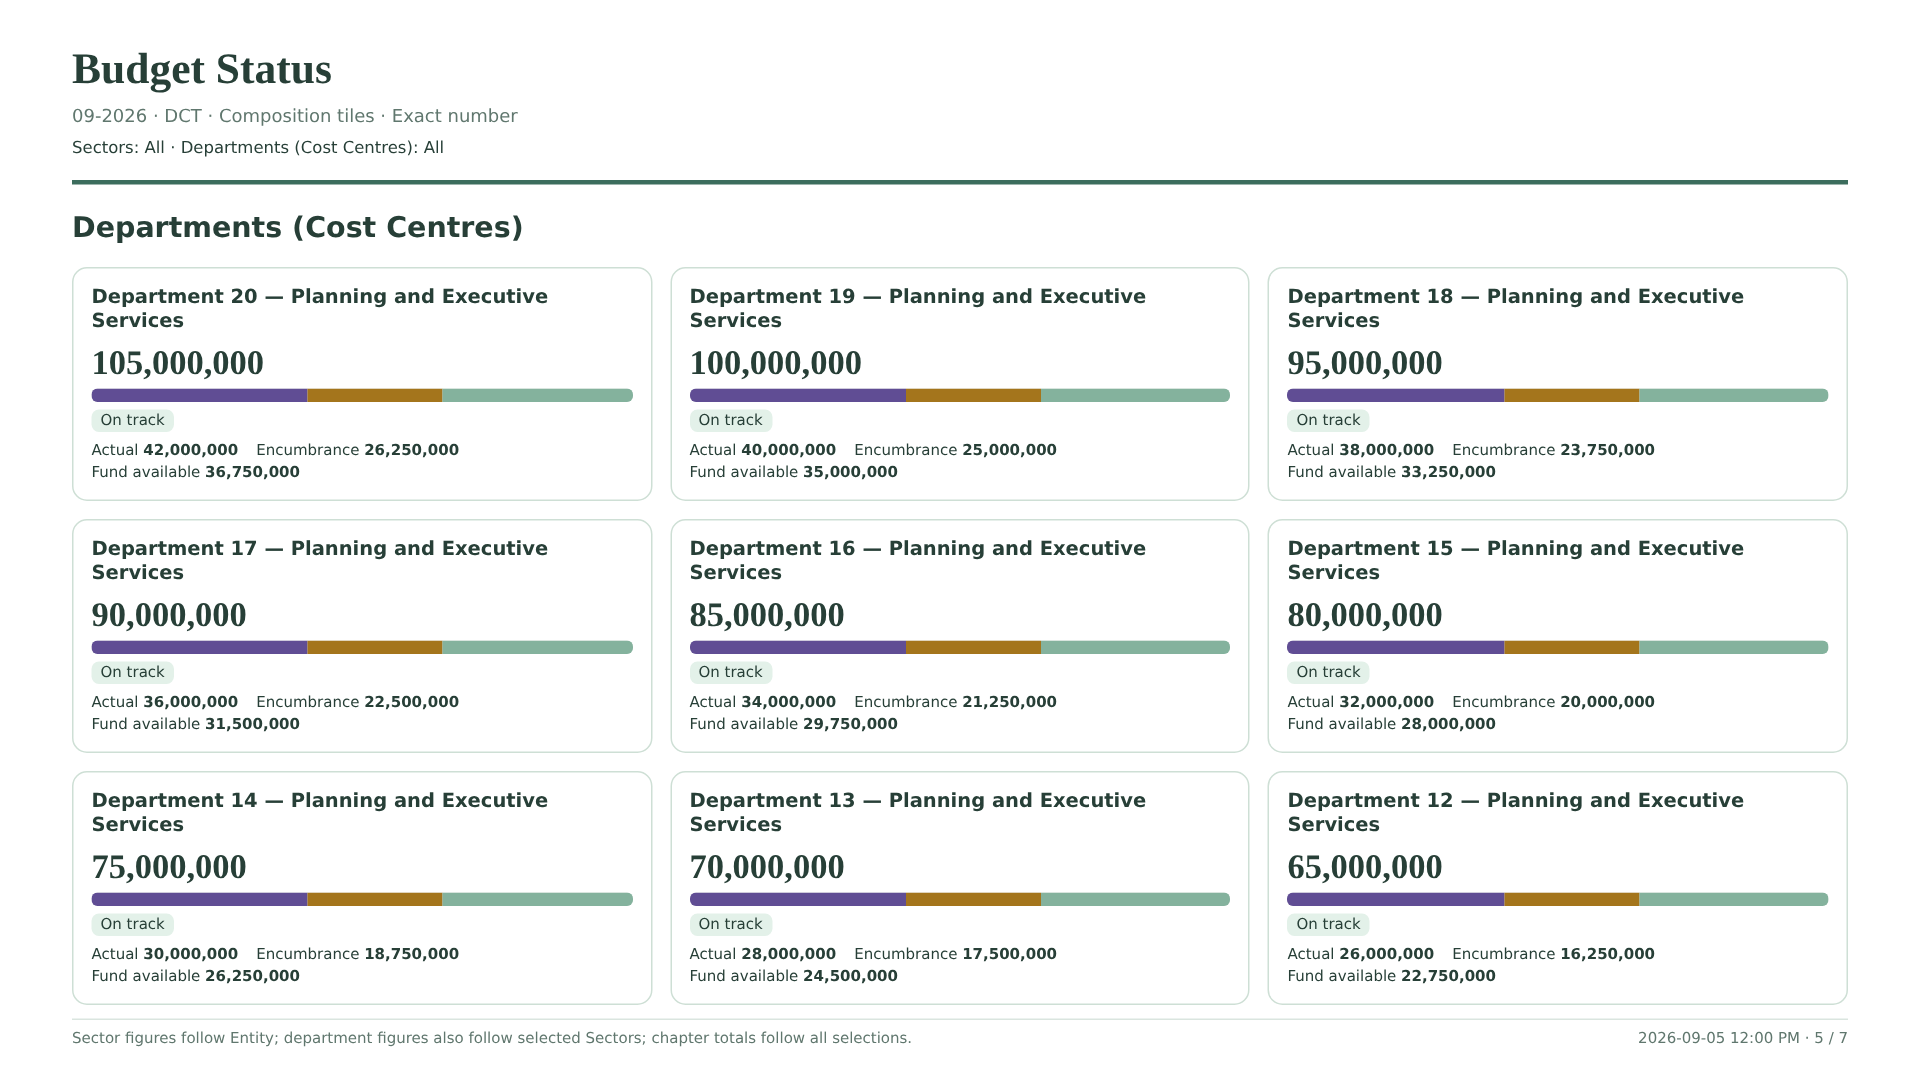 Budget Status
09-2026 · DCT · Composition tiles · Exact number
Sectors: All · Departments (Cost Centres): All
Departments (Cost Centres)
Department 20 — Planning and Executive
Services
105,000,000
On track
Actual 42,000,000 Encumbrance 26,250,000
Fund available 36,750,000
Department 19 — Planning and Executive
Services
100,000,000
On track
Actual 40,000,000 Encumbrance 25,000,000
Fund available 35,000,000
Department 18 — Planning and Executive
Services
95,000,000
On track
Actual 38,000,000 Encumbrance 23,750,000
Fund available 33,250,000
Department 17 — Planning and Executive
Services
90,000,000
On track
Actual 36,000,000 Encumbrance 22,500,000
Fund available 31,500,000
Department 16 — Planning and Executive
Services
85,000,000
On track
Actual 34,000,000 Encumbrance 21,250,000
Fund available 29,750,000
Department 15 — Planning and Executive
Services
80,000,000
On track
Actual 32,000,000 Encumbrance 20,000,000
Fund available 28,000,000
Department 14 — Planning and Executive
Services
75,000,000
On track
Actual 30,000,000 Encumbrance 18,750,000
Fund available 26,250,000
Department 13 — Planning and Executive
Services
70,000,000
On track
Actual 28,000,000 Encumbrance 17,500,000
Fund available 24,500,000
Department 12 — Planning and Executive
Services
65,000,000
On track
Actual 26,000,000 Encumbrance 16,250,000
Fund available 22,750,000
Sector figures follow Entity; department figures also follow selected Sectors; chapter totals follow all selections.
2026-09-05 12:00 PM · 5 / 7